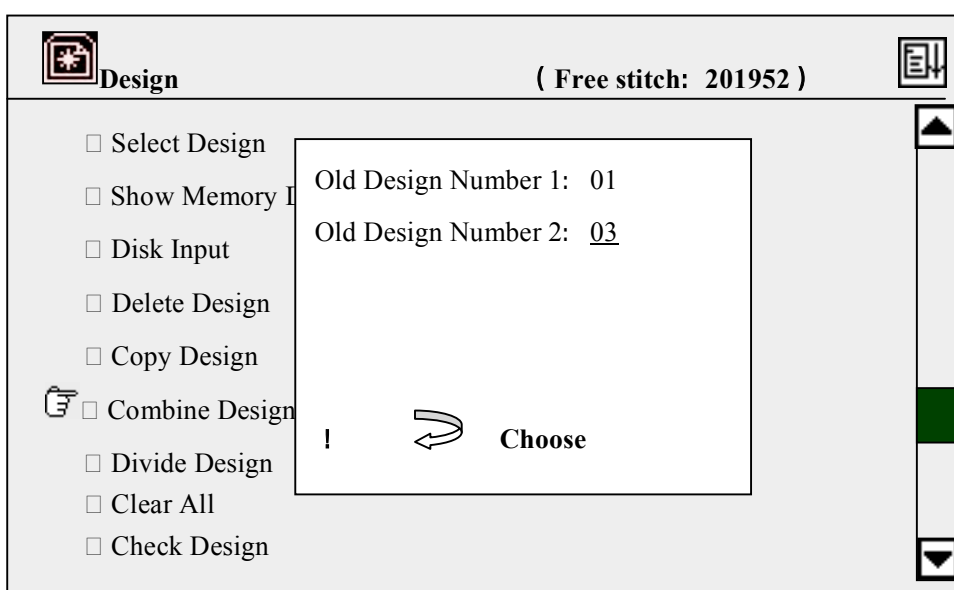 Design (Free stitch: 201952)
□ Select Design
□ Show Memory D
□ Disk Input
□ Delete Design
□ Copy Design
□ Combine Design
□ Divide Design
□ Clear All
□ Check Design
Old Design Number 1: 01
Old Design Number 2: 03
! Choose